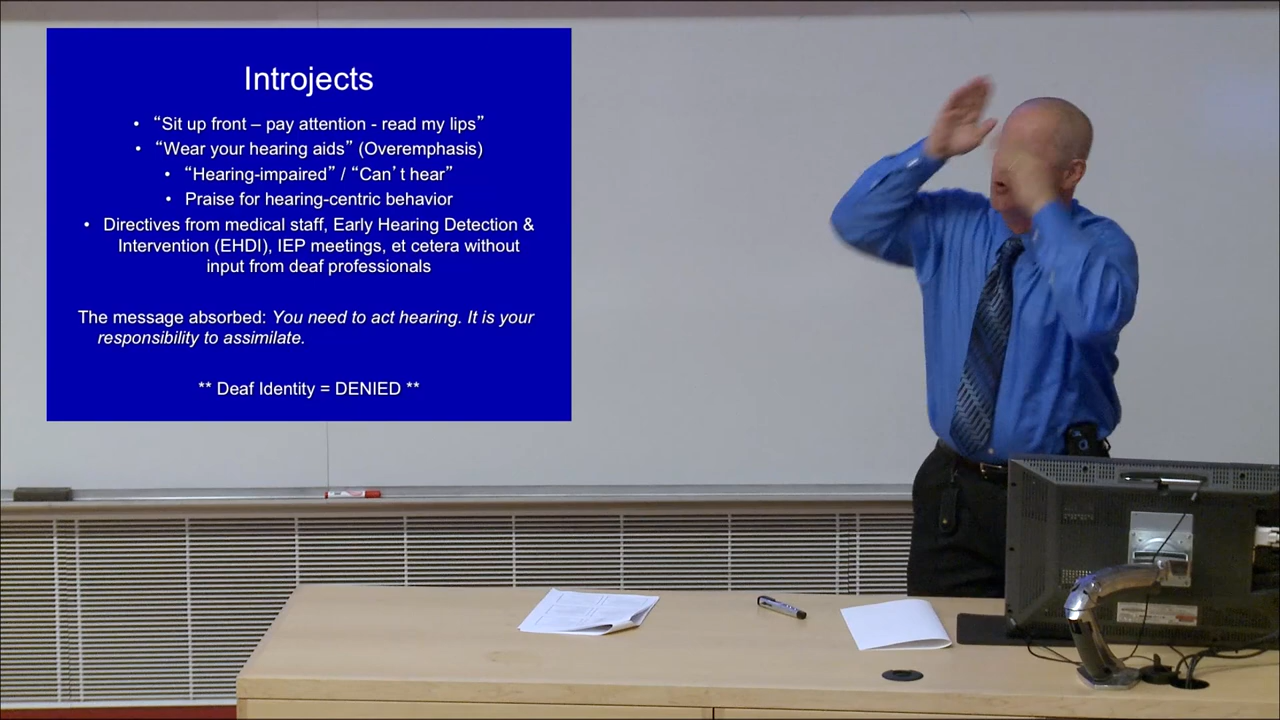 Introjects
• “Sit up front – pay attention - read my lips”
• “Wear your hearing aids” (Overemphasis)
• “Hearing-impaired” / “Can’t hear”
• Praise for hearing-centric behavior
• Directives from medical staff, Early Hearing Detection &
Intervention (EHDI), IEP meetings, et cetera without
input from deaf professionals
The message absorbed: You need to act hearing. It is your
responsibility to assimilate.
** Deaf Identity = DENIED **